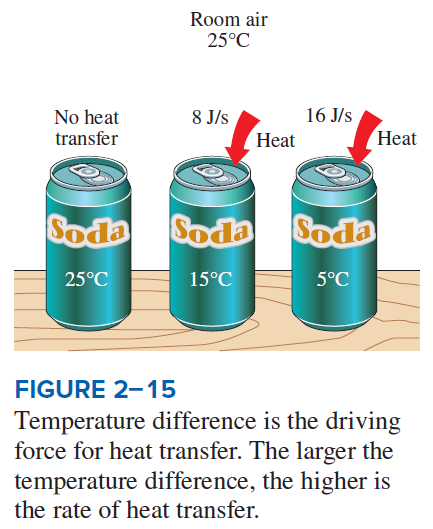 Room air
25°C
No heat
transfer
8 J/s
Heat
16 J/s
Heat
Soda
Soda
Soda
25°C
15°C
5°C
FIGURE 2–15
Temperature difference is the driving
force for heat transfer. The larger the
temperature difference, the higher is
the rate of heat transfer.